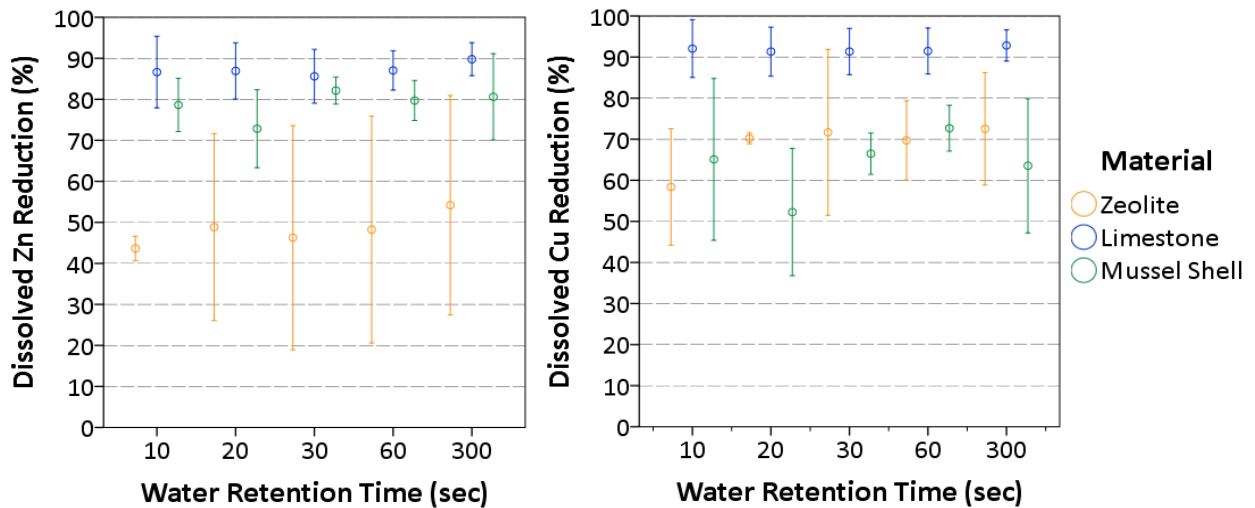 Dissolved Zn Reduction (%)
100
90
80
70
60
50
40
30
20
10
0
10 20 30 60 300
Water Retention Time (sec)
Dissolved Cu Reduction (%)
100
90
80
70
60
50
40
30
20
10
0
10 20 30 60 300
Water Retention Time (sec)
Material
Zeolite
Limestone
Mussel Shell